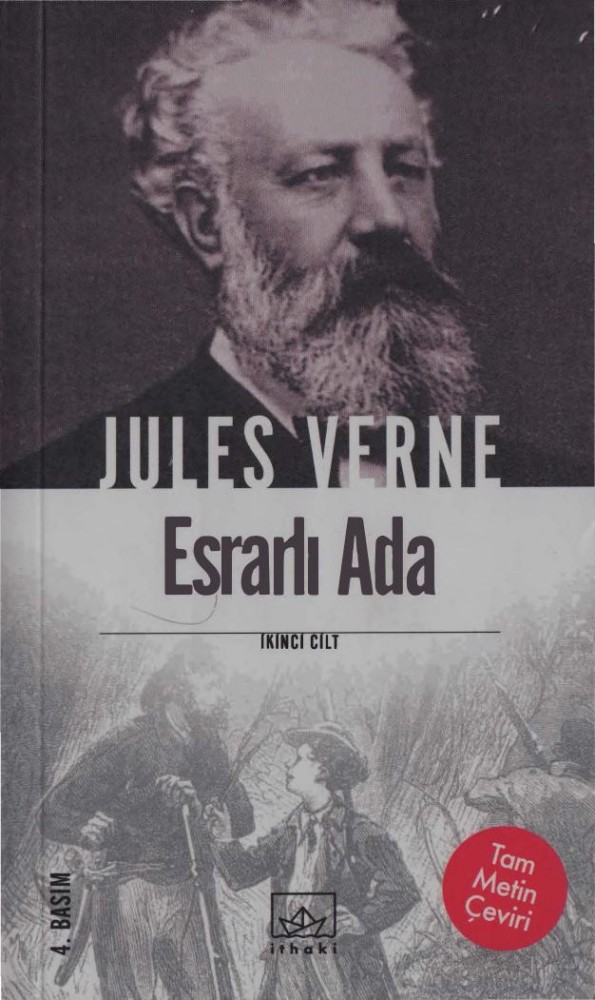 JULES VERNE
Esrarlı Ada
İKİNCİ CİLT
Tam
Metin
Çeviri
4. BASIM
ithaki